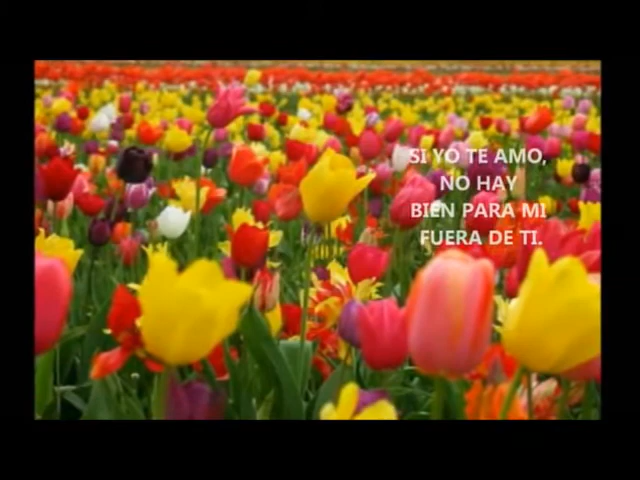 SI YO TE AMO,
NO HAY
BIEN PARA MI
FUERA DE TI.